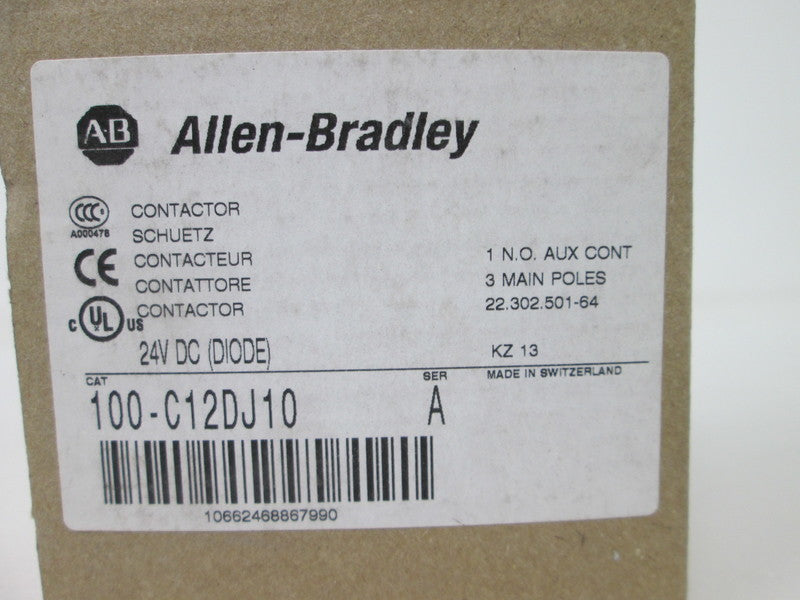 A-B Allen-Bradley
CCC
A000478
CONTACTOR
SCHUETZ
CE
CONTACTEUR
CONTATTORE
c UL US
CONTACTOR
1 N.O. AUX CONT
3 MAIN POLES
22.302.501-64
24V DC (DIODE)
KZ 13
CAT
SER
MADE IN SWITZERLAND
100-C12DJ10
A
10662468867990